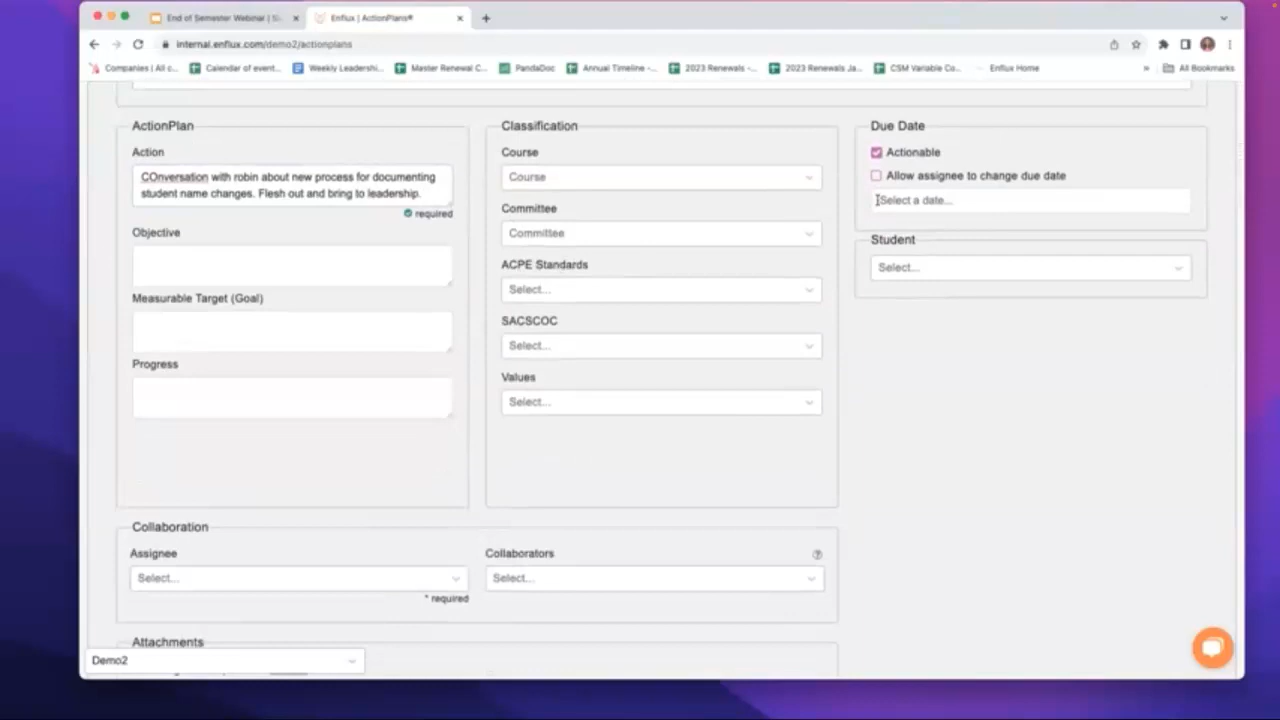 End of Semester Webinar | Sl
Enflux | ActionPlans®
internal.enflux.com/demo2/actionplans
Companies | All c...
Calendar of event...
Weekly Leadershi...
Master Renewal C...
PandaDoc
Annual Timeline -...
2023 Renewals -...
2023 Renewals Ja...
CSM Variable Co...
Enflux Home
»
All Bookmarks
ActionPlan
Action
COnversation with robin about new process for documenting
student name changes. Flesh out and bring to leadership.
required
Objective
Measurable Target (Goal)
Progress
Classification
Course
Course
Committee
Committee
ACPE Standards
Select...
SACSCOC
Select...
Values
Select...
Due Date
Actionable
Allow assignee to change due date
Select a date...
Student
Select...
Collaboration
Assignee
Select...
* required
Collaborators
Select...
Attachments
Demo2